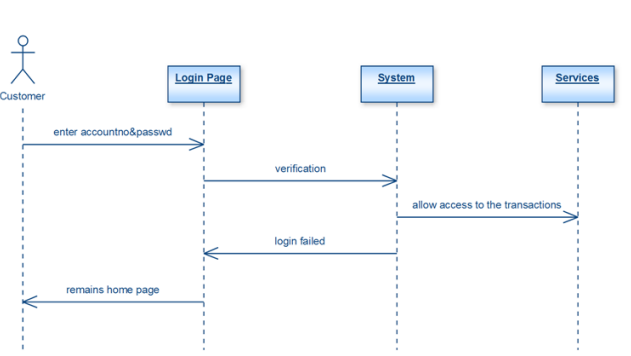 Login Page
System
Services
Customer
enter accountno&passwd
verification
allow access to the transactions
login failed
remains home page